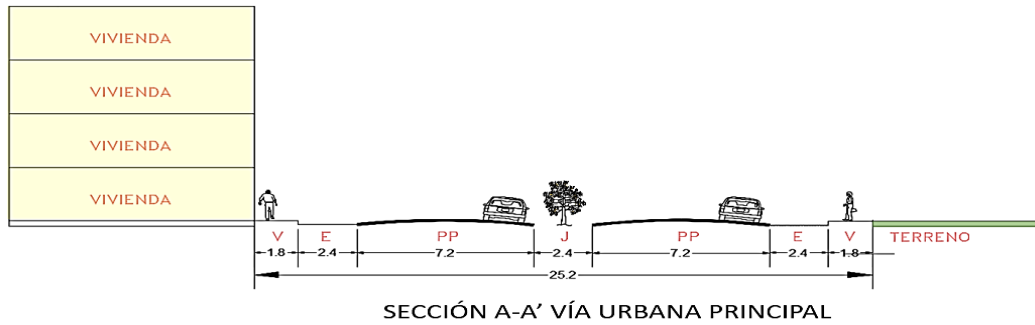 VIVIENDA
VIVIENDA
VIVIENDA
VIVIENDA
V E PP J PP E V TERRENO
1.8 2.4 7.2 2.4 7.2 2.4 1.8
25.2
SECCIÓN A-A' VÍA URBANA PRINCIPAL